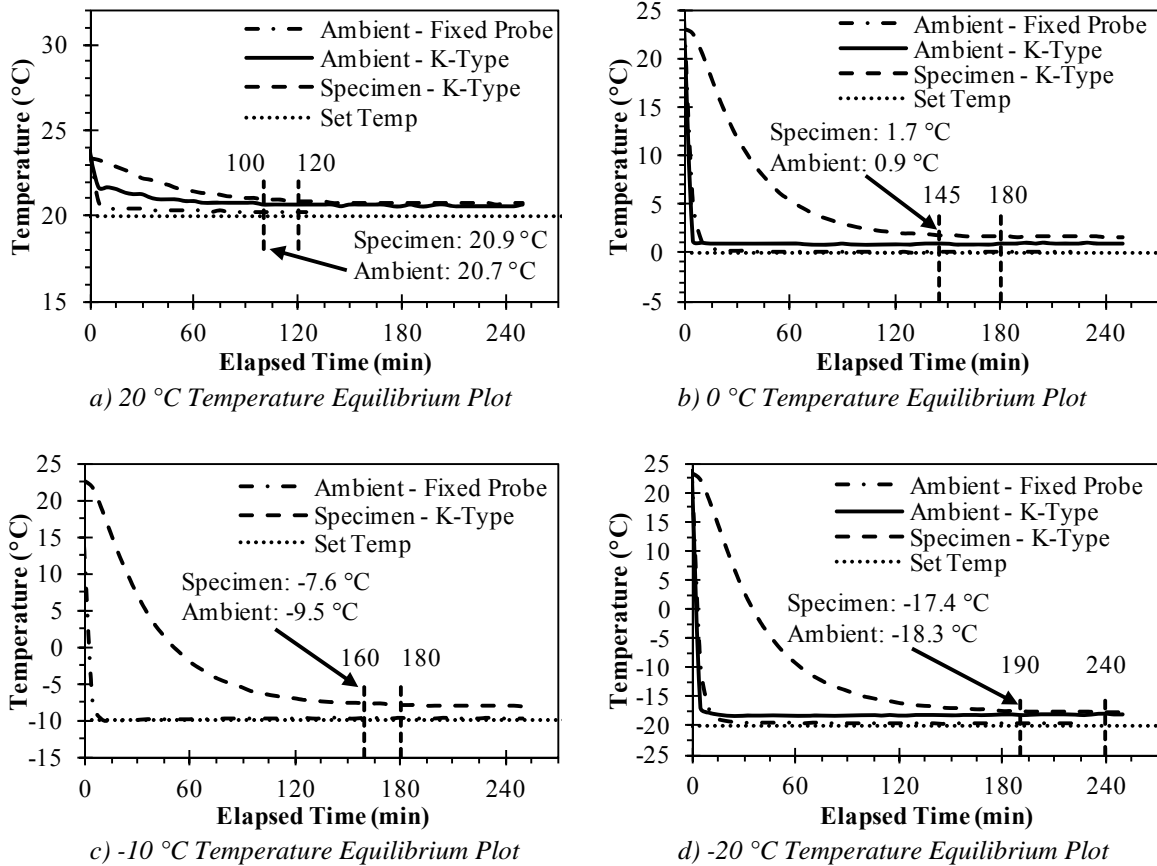 Temperature (°C)
30
25
20
15
Ambient - Fixed Probe
Ambient - K-Type
Specimen - K-Type
Set Temp
100
120
Specimen: 20.9 °C
Ambient: 20.7 °C
0
60
120
180
240
Elapsed Time (min)
a) 20 °C Temperature Equilibrium Plot
Temperature (°C)
25
20
15
10
5
0
-5
Ambient - Fixed Probe
Ambient - K-Type
Specimen - K-Type
Set Temp
Specimen: 1.7 °C
Ambient: 0.9 °C
145
180
0
60
120
180
240
Elapsed Time (min)
b) 0 °C Temperature Equilibrium Plot
Temperature (°C)
25
20
15
10
5
0
-5
-10
-15
Ambient - Fixed Probe
Specimen - K-Type
Set Temp
Specimen: -7.6 °C
Ambient: -9.5 °C
160
180
0
60
120
180
240
Elapsed Time (min)
c) -10 °C Temperature Equilibrium Plot
Temperature (°C)
25
20
15
10
5
0
-5
-10
-15
-20
-25
Ambient - Fixed Probe
Ambient - K-Type
Specimen - K-Type
Set Temp
Specimen: -17.4 °C
Ambient: -18.3 °C
190
240
0
60
120
180
240
Elapsed Time (min)
d) -20 °C Temperature Equilibrium Plot